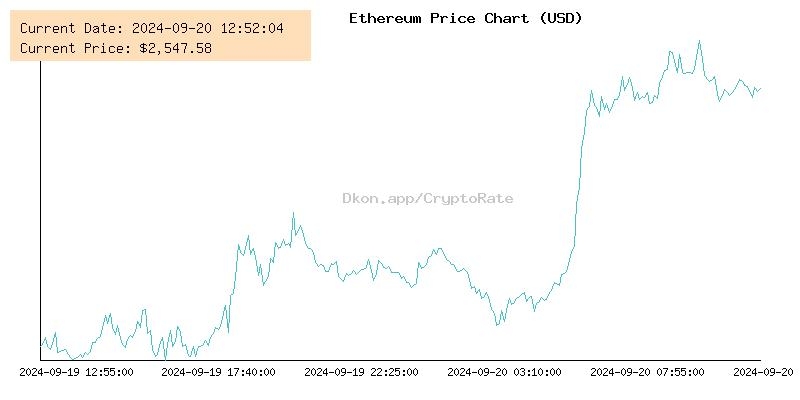 Ethereum Price Chart (USD)
Current Date: 2024-09-20 12:52:04
Current Price: $2,547.58
Dkon.app/CryptoRate
2024-09-19 12:55:00 2024-09-19 17:40:00 2024-09-19 22:25:00 2024-09-20 03:10:00 2024-09-20 07:55:00 2024-09-20